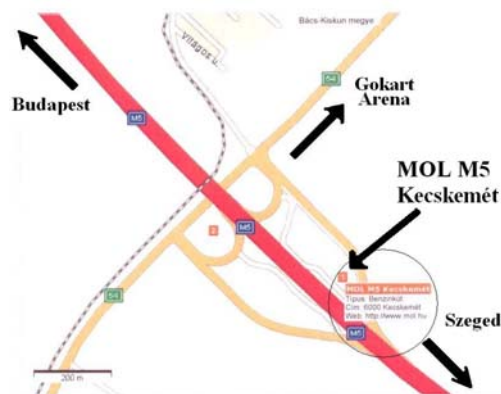 Bács-Kiskun megye
Világos u.
54
Budapest
Gokart
Arena
M5
MOL M5
Kecskemét
M5
MOL M5 Kecskemét
Típus: Benzinkút
Cím: 6000 Kecskemét
Web: http://www.mol.hu
54
Szeged
M5
200 m